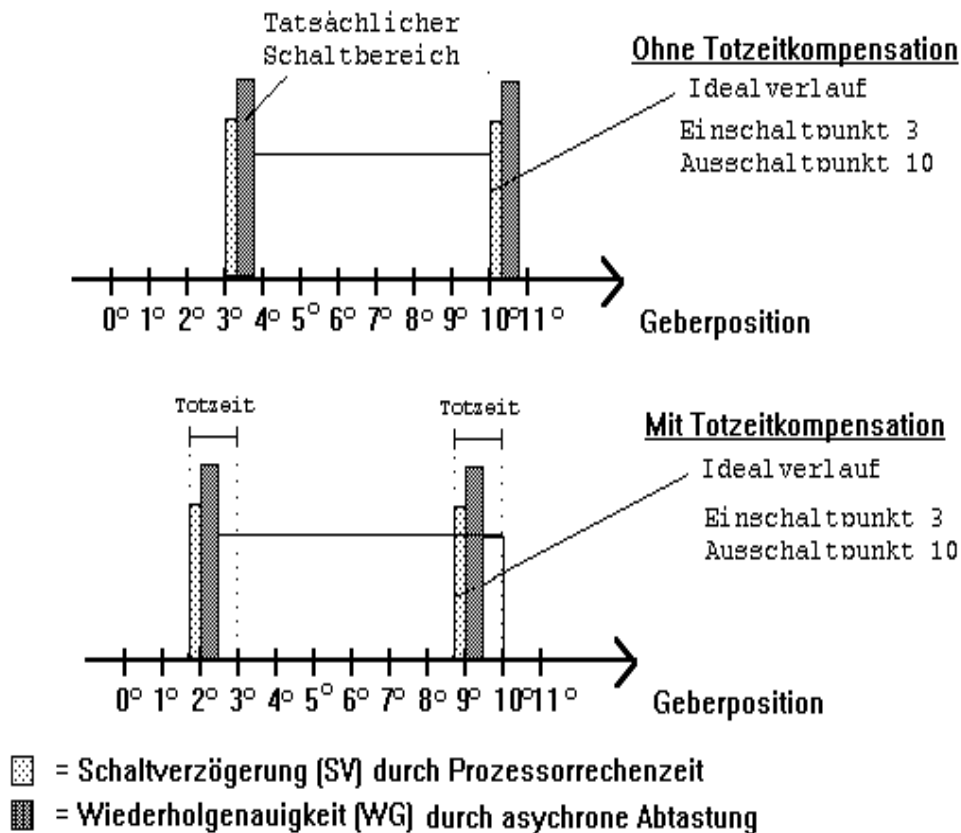 Tatsächlicher
Schaltbereich
Ohne Totzeitkompensation
Idealverlauf
Einschaltpunkt 3
Ausschaltpunkt 10
0° 1° 2° 3° 4° 5° 6° 7° 8° 9° 10° 11°
Geberposition
Totzeit Totzeit
Mit Totzeitkompensation
Idealverlauf
Einschaltpunkt 3
Ausschaltpunkt 10
0° 1° 2° 3° 4° 5° 6° 7° 8° 9° 10° 11°
Geberposition
= Schaltverzögerung (SV) durch Prozessorrechenzeit
= Wiederholgenauigkeit (WG) durch asychrone Abtastung